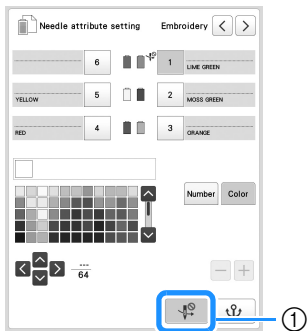 Needle attribute setting Embroidery
6 1 LIME GREEN
YELLOW 5 2 MOSS GREEN
RED 4 3 ORANGE
Number Color
---
64
- +
①